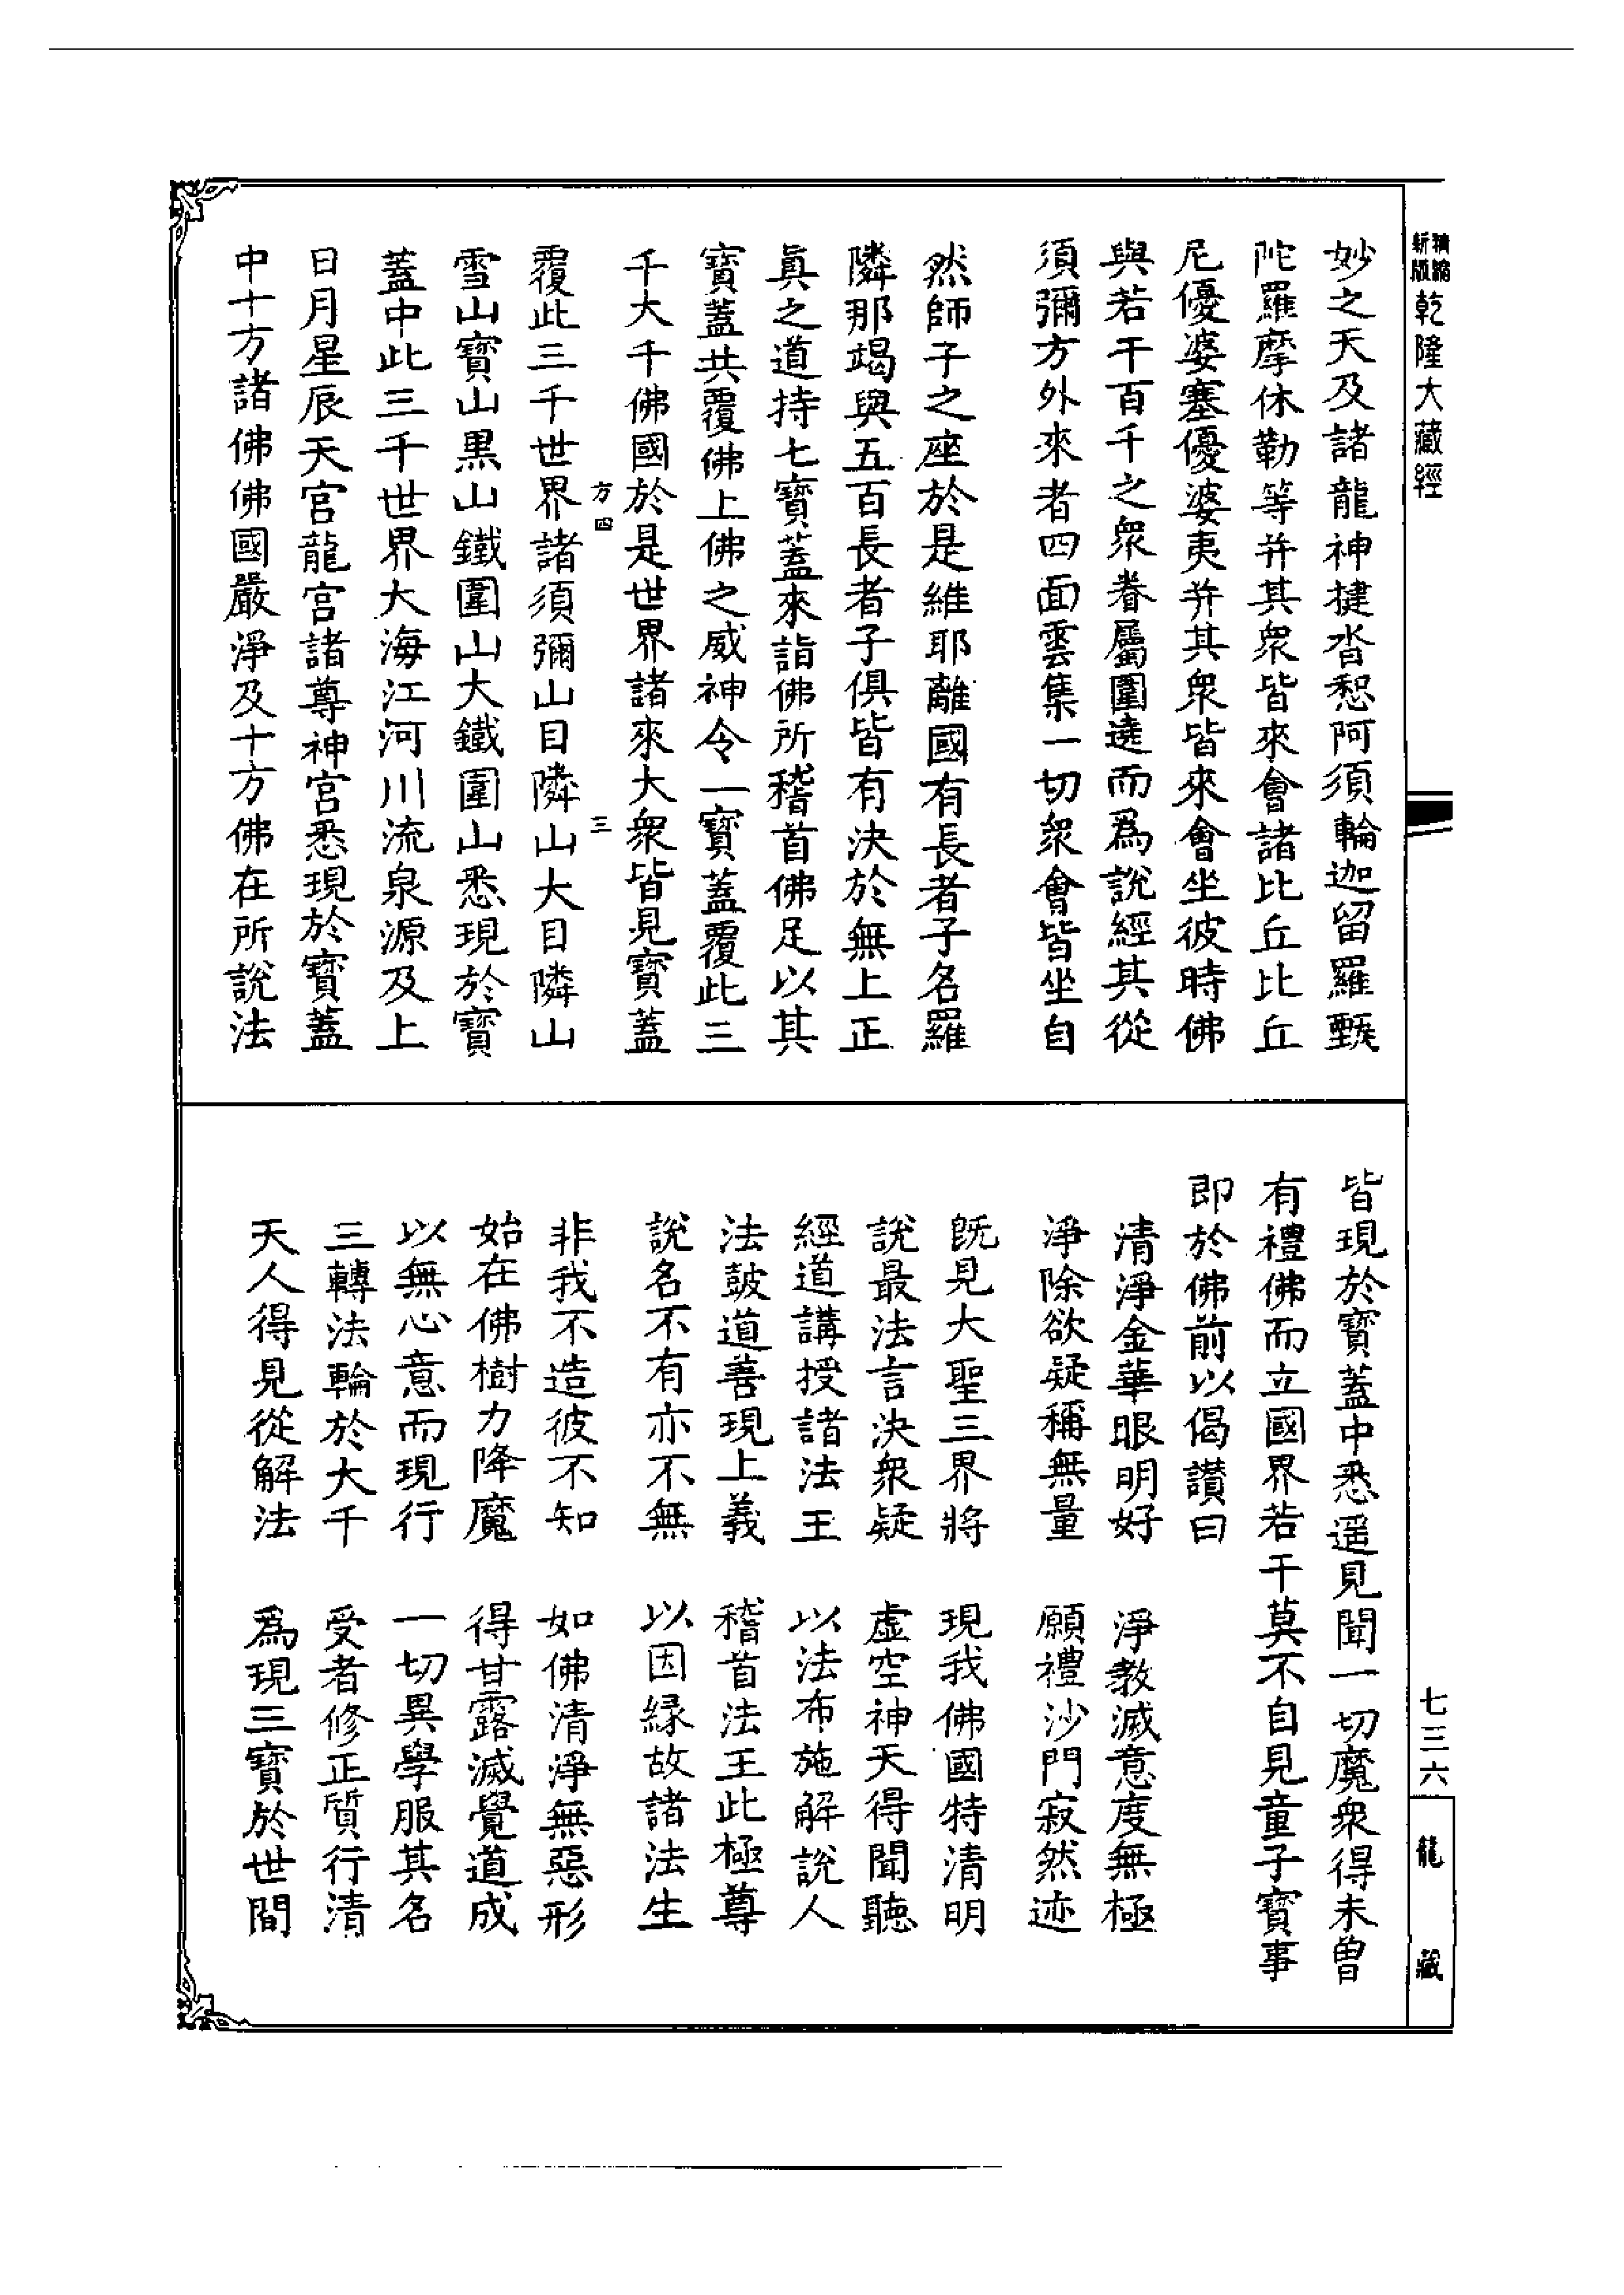 精縮
新版
乾隆大藏經
妙之天及諸龍神揵沓惒阿須輪迦留羅甄
陀羅摩休勒等并其衆皆來會諸比丘比丘
尼優婆塞優婆夷并其衆皆來會坐彼時佛
與若干百千之衆眷屬圍遶而爲說經其從
須彌方外來者四面雲集一切衆會皆坐自
然師子之座於是維耶離國有長者子名羅
隣那竭與五百長者子俱皆有決於無上正
眞之道持七寶蓋來詣佛所稽首佛足以其
寶蓋共覆佛上佛之威神令一寶蓋覆此三
千大千佛國於是世界諸來大衆皆見寶蓋
方四 三
覆此三千世界諸須彌山目隣山大目隣山
雪山寶山黒山鐵圍山大鐵圍山悉現於寶
蓋中此三千世界大海江河川流泉源及上
日月星辰天宮龍宮諸尊神宮悉現於寶蓋
中十方諸佛佛國嚴淨及十方佛在所說法
皆現於寶蓋中悉遥見聞一切魔衆得未曽
有禮佛而立國界若干莫不自見童子寶事
即於佛前以偈讃曰
清淨金華眼明好 淨教滅意度無極
淨除欲疑稱無量 願禮沙門寂然迹
旣見大聖三界將 現我佛國特清明
說最法言決衆疑 虚空神天得聞聽
經道講授諸法王 以法布施解說人
法鼓道善現上義 稽首法王此極尊
說名不有亦不無 以因緣故諸法生
非我不造彼不知 如佛清淨無惡形
始在佛樹力降魔 得甘露滅覺道成
以無心意而現行 一切異學服其名
三轉法輪於大千 受者修正質行清
天人得見從解法 爲現三寶於世間
七三六
龍藏